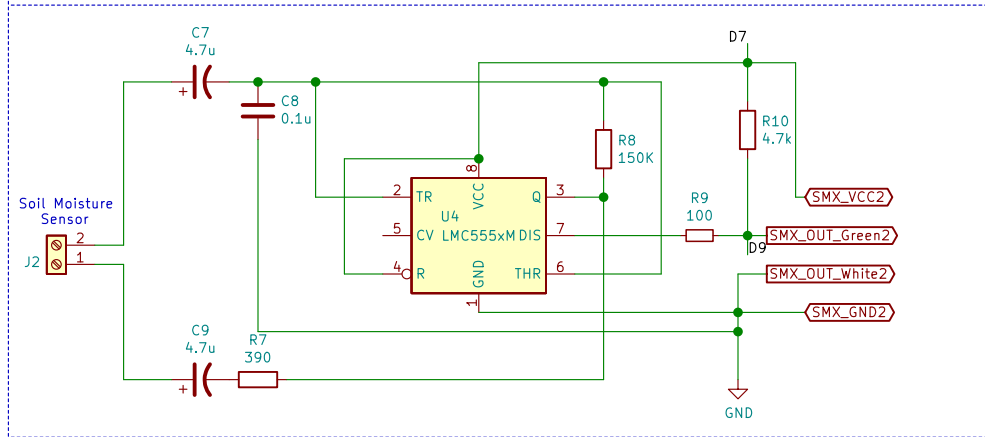 C7
4.7u
D7
C8
0.1u
R10
4.7k
R8
150K
8
VCC
Soil Moisture
Sensor
2
TR
Q
3
R9
100
SMX_VCC2
U4
5
CV
LMC555xM
DIS
7
SMX_OUT_Green2
D9
2
1
J2
4
R
GND
THR
6
SMX_OUT_White2
1
SMX_GND2
C9
4.7u
R7
390
+
+
GND